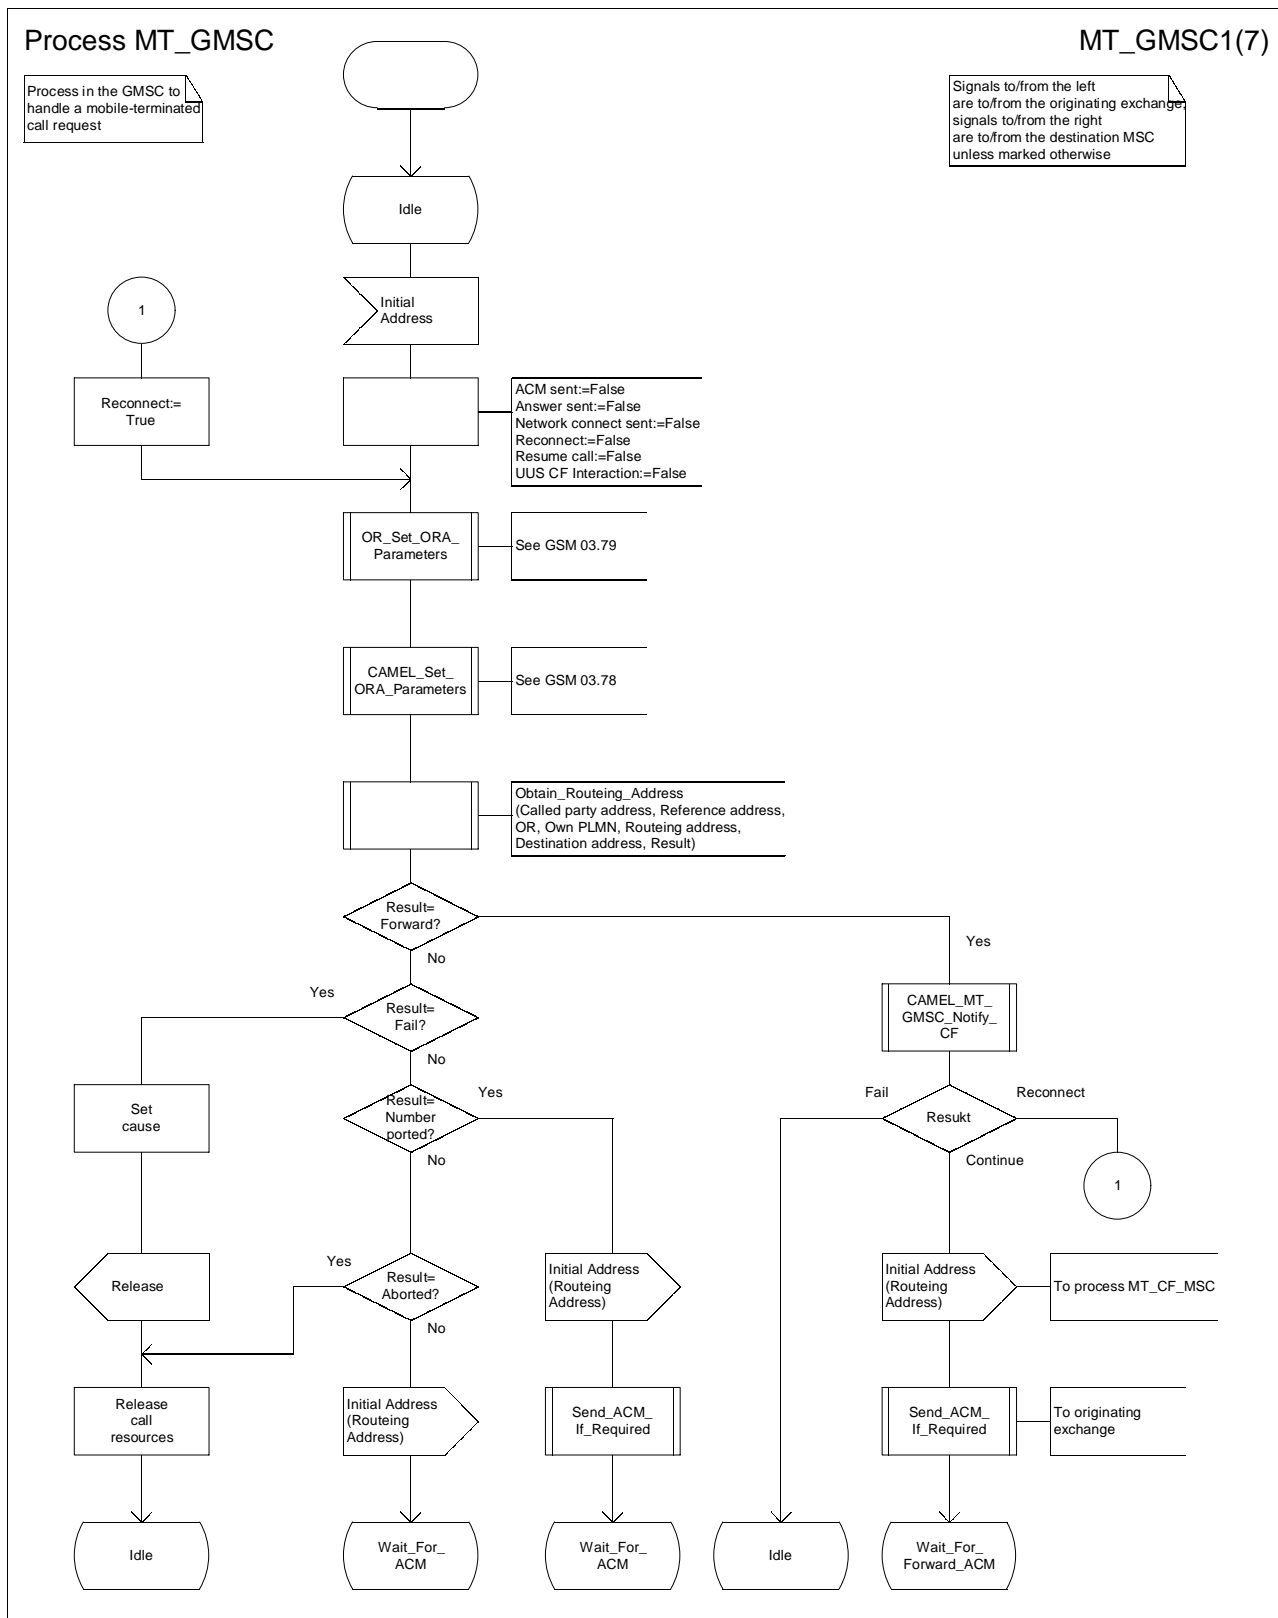 Process MT_GMSC
MT_GMSC1(7)
Process in the GMSC to
handle a mobile-terminated
call request
Signals to/from the left
are to/from the originating exchange;
signals to/from the right
are to/from the destination MSC
unless marked otherwise
Idle
Initial
Address
1
Reconnect:=
True
ACM sent:=False
Answer sent:=False
Network connect sent:=False
Reconnect:=False
Resume call:=False
UUS CF Interaction:=False
OR_Set_ORA_
Parameters
See GSM 03.79
CAMEL_Set_
ORA_Parameters
See GSM 03.78
Obtain_Routeing_Address
(Called party address, Reference address,
OR, Own PLMN, Routeing address,
Destination address, Result)
Result=
Forward?
Yes
No
Yes
Result=
Fail?
CAMEL_MT_
GMSC_Notify_
CF
No
Set
cause
Result=
Number
ported?
Yes
Fail
Resukt
Reconnect
No
Continue
1
Release
Yes
Result=
Aborted?
Initial Address
(Routeing
Address)
Initial Address
(Routeing
Address)
To process MT_CF_MSC
No
Release
call
resources
Initial Address
(Routeing
Address)
Send_ACM_
If_Required
Send_ACM_
If_Required
To originating
exchange
Idle
Wait_For_
ACM
Wait_For_
ACM
Idle
Wait_For_
Forward_ACM